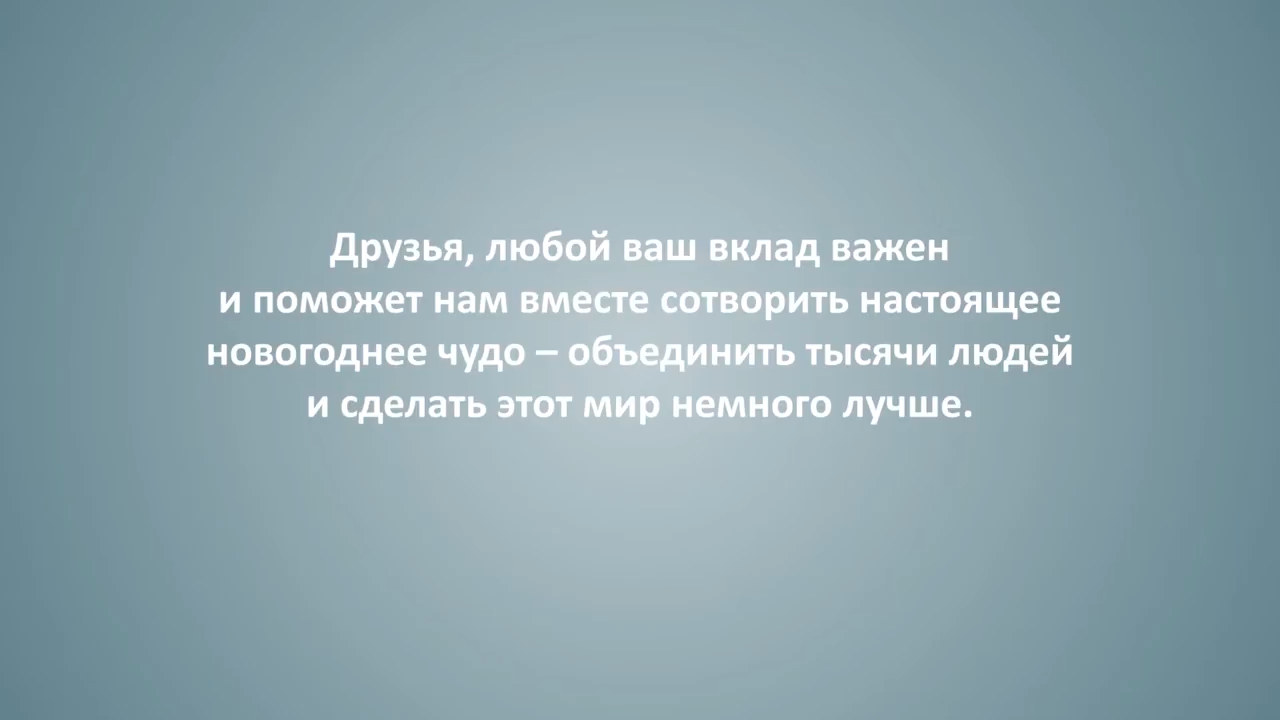 Друзья, любой ваш вклад важен
и поможет нам вместе сотворить настоящее
новогоднее чудо – объединить тысячи людей
и сделать этот мир немного лучше.